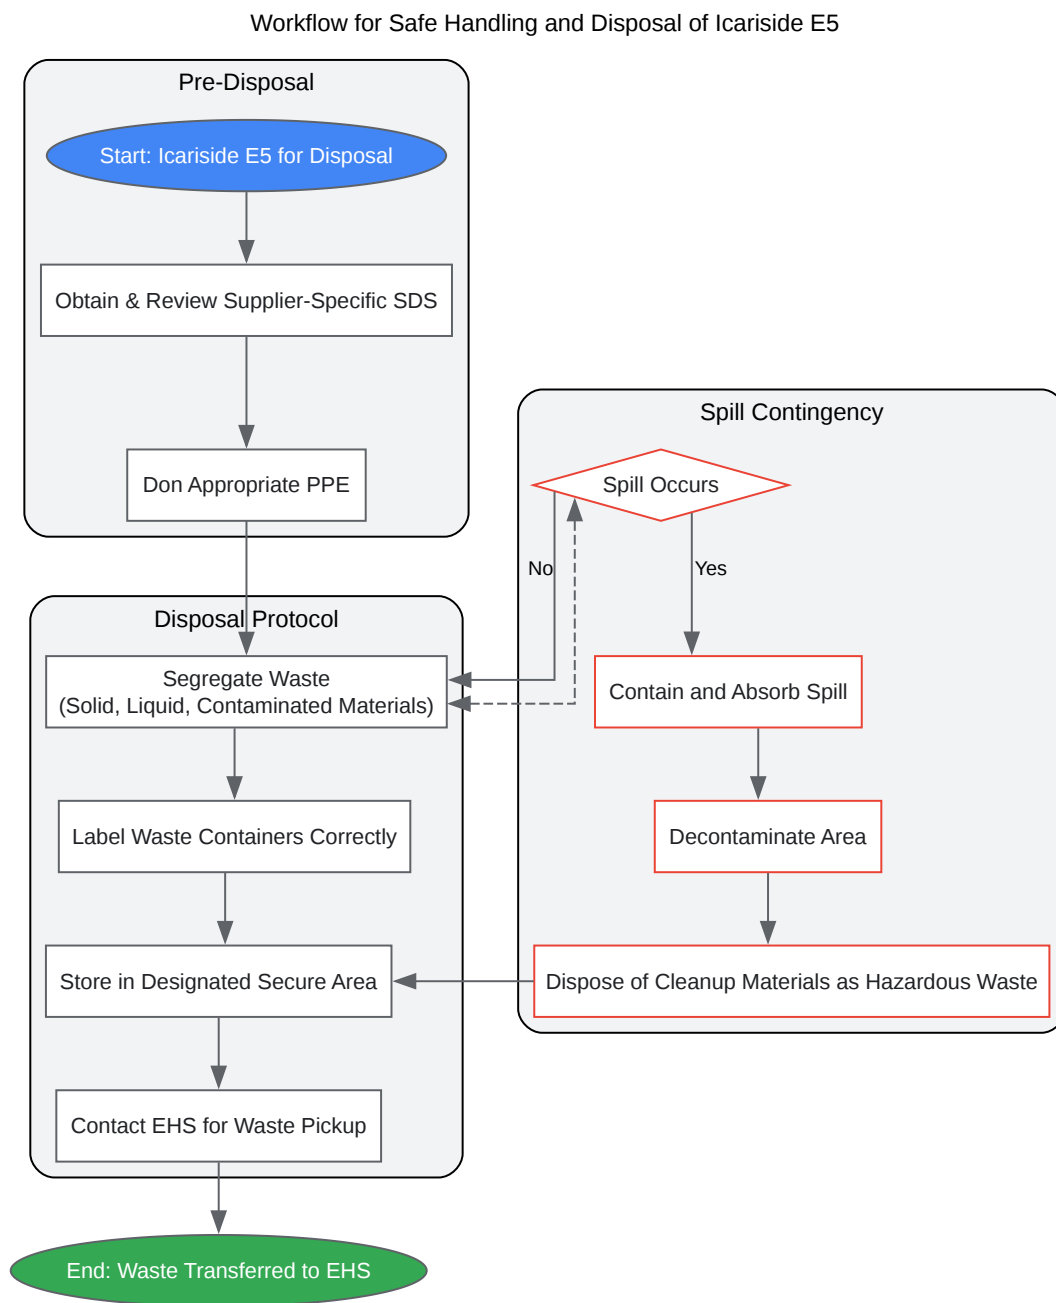 Workflow for Safe Handling and Disposal of Icariside E5
Pre-Disposal
Start: Icariside E5 for Disposal
Obtain & Review Supplier-Specific SDS
Don Appropriate PPE
Spill Contingency
Spill Occurs
No
Yes
Disposal Protocol
Segregate Waste
(Solid, Liquid, Contaminated Materials)
Contain and Absorb Spill
Label Waste Containers Correctly
Decontaminate Area
Store in Designated Secure Area
Dispose of Cleanup Materials as Hazardous Waste
Contact EHS for Waste Pickup
End: Waste Transferred to EHS